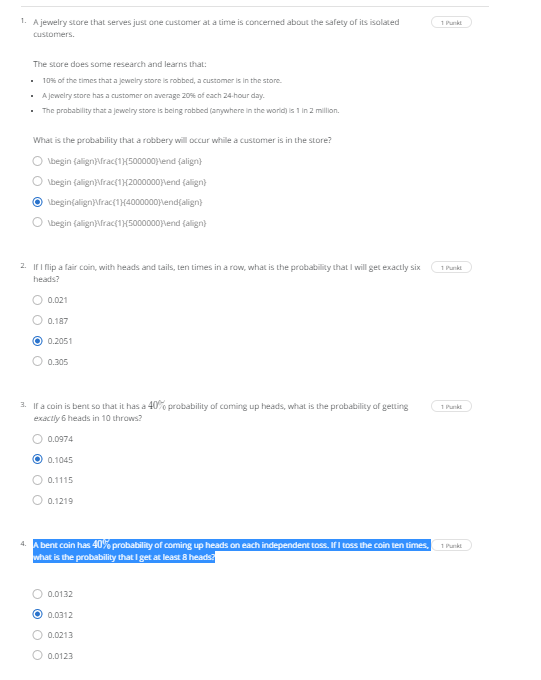 1. A jewelry store that serves just one customer at a time is concerned about the safety of its isolated
1 Punkt
customers.
The store does some research and learns that:
• 10% of the times that a jewelry store is robbed, a customer is in the store.
• A jewelry store has a customer on average 20% of each 24-hour day.
• The probability that a jewelry store is being robbed (anywhere in the world) is 1 in 2 million.
What is the probability that a robbery will occur while a customer is in the store?
\begin {align}\frac{1}{500000}\end {align}
\begin {align}\frac{1}{2000000}\end {align}
\begin{align}\frac{1}{4000000}\end{align}
\begin {align}\frac{1}{5000000}\end {align}
2. If I flip a fair coin, with heads and tails, ten times in a row, what is the probability that I will get exactly six
1 Punkt
heads?
0.021
0.187
0.2051
0.305
3. If a coin is bent so that it has a 40% probability of coming up heads, what is the probability of getting
1 Punkt
exactly 6 heads in 10 throws?
0.0974
0.1045
0.1115
0.1219
4. A bent coin has 40% probability of coming up heads on each independent toss. If I toss the coin ten times,
1 Punkt
what is the probability that I get at least 8 heads?
0.0132
0.0312
0.0213
0.0123